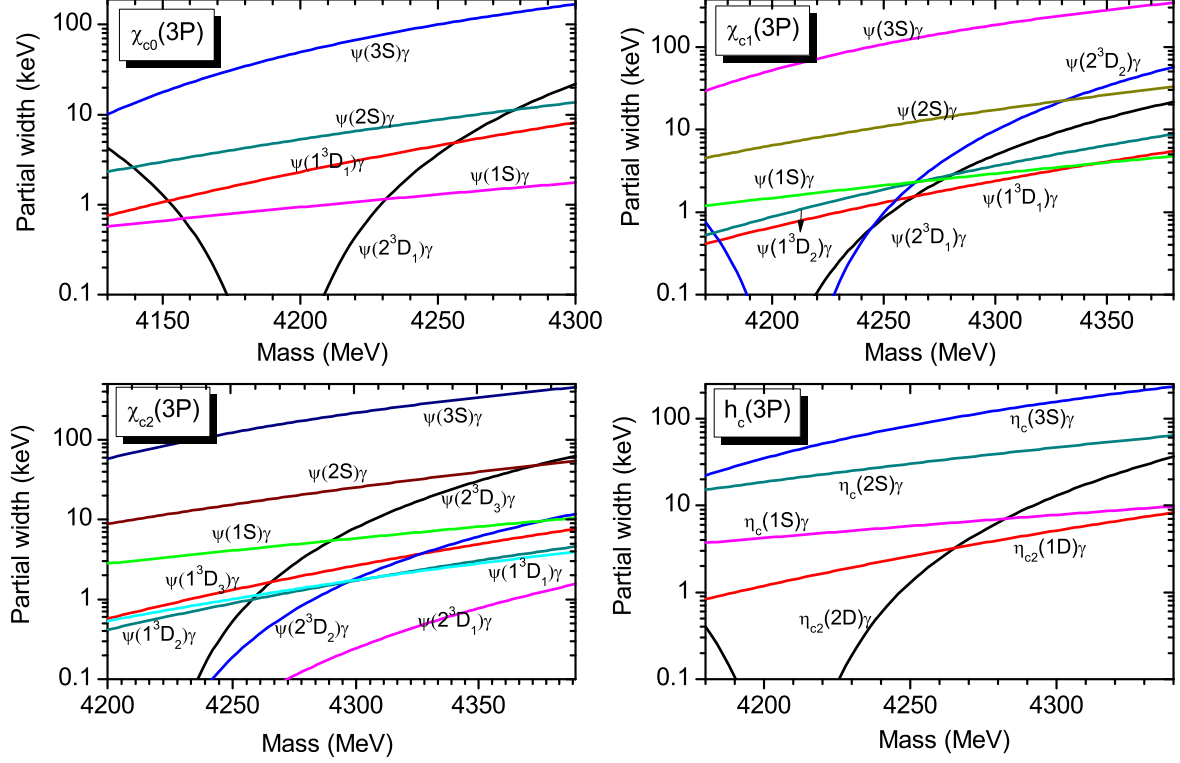 χc0(3P)
Partial width (keV)
100
10
1
0.1
ψ(3S)γ
ψ(2S)γ
ψ(1³D₁)γ
ψ(1S)γ
ψ(2³D₁)γ
4150
4200
4250
4300
Mass (MeV)
χc1(3P)
Partial width (keV)
100
10
1
0.1
ψ(3S)γ
ψ(2³D₂)γ
ψ(2S)γ
ψ(1S)γ
ψ(1³D₁)γ
ψ(1³D₂)γ
ψ(2³D₁)γ
4200
4250
4300
4350
Mass (MeV)
χc2(3P)
Partial width (keV)
100
10
1
0.1
ψ(3S)γ
ψ(2S)γ
ψ(2³D₃)γ
ψ(1S)γ
ψ(1³D₃)γ
ψ(1³D₁)γ
ψ(1³D₂)γ
ψ(2³D₂)γ
ψ(2³D₁)γ
4200
4250
4300
4350
Mass (MeV)
hc(3P)
Partial width (keV)
100
10
1
0.1
ηc(3S)γ
ηc(2S)γ
ηc(1S)γ
ηc2(1D)γ
ηc2(2D)γ
4200
4250
4300
Mass (MeV)